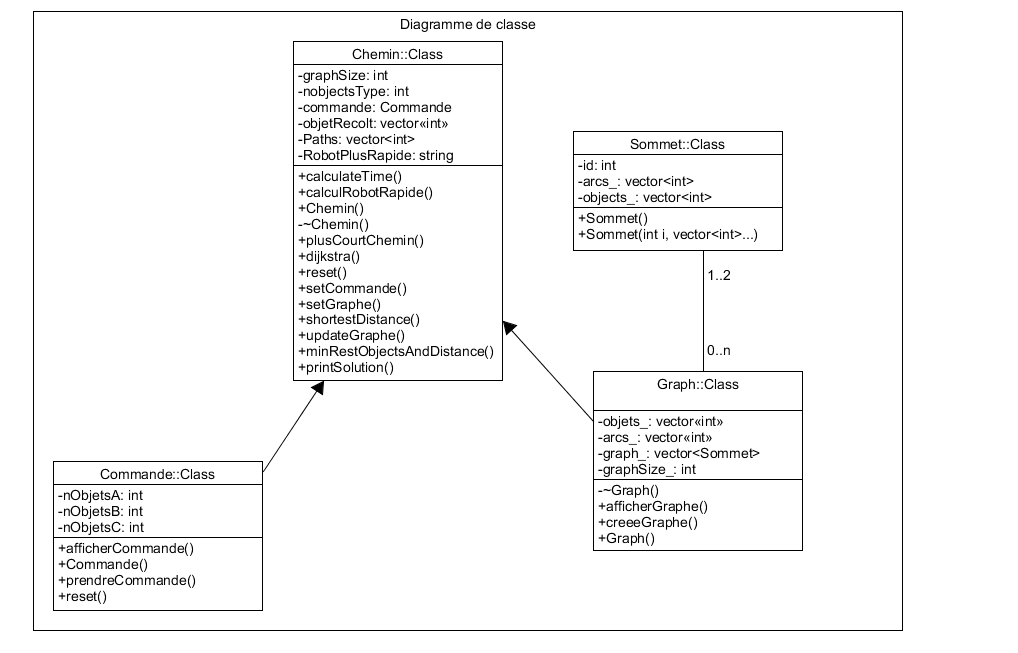 Diagramme de classe
Chemin::Class
-graphSize: int
-nobjectsType: int
-commande: Commande
-objetRecolt: vector«int»
-Paths: vector<int>
-RobotPlusRapide: string
+calculateTime()
+calculRobotRapide()
+Chemin()
-~Chemin()
+plusCourtChemin()
+dijkstra()
+reset()
+setCommande()
+setGraphe()
+shortestDistance()
+updateGraphe()
+minRestObjectsAndDistance()
+printSolution()
Sommet::Class
-id: int
-arcs_: vector<int>
-objects_: vector<int>
+Sommet()
+Sommet(int i, vector<int>...)
1..2
0..n
Graph::Class
-objets_: vector«int»
-arcs_: vector«int»
-graph_: vector<Sommet>
-graphSize_: int
-~Graph()
+afficherGraphe()
+creeeGraphe()
+Graph()
Commande::Class
-nObjetsA: int
-nObjetsB: int
-nObjetsC: int
+afficherCommande()
+Commande()
+prendreCommande()
+reset()